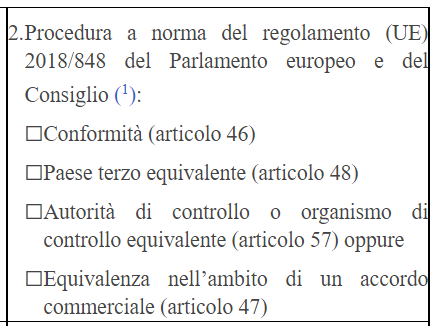 2.Procedura a norma del regolamento (UE)
2018/848 del Parlamento europeo e del
Consiglio (¹):
☐Conformità (articolo 46)
☐Paese terzo equivalente (articolo 48)
☐Autorità di controllo o organismo di
controllo equivalente (articolo 57) oppure
☐Equivalenza nell’ambito di un accordo
commerciale (articolo 47)